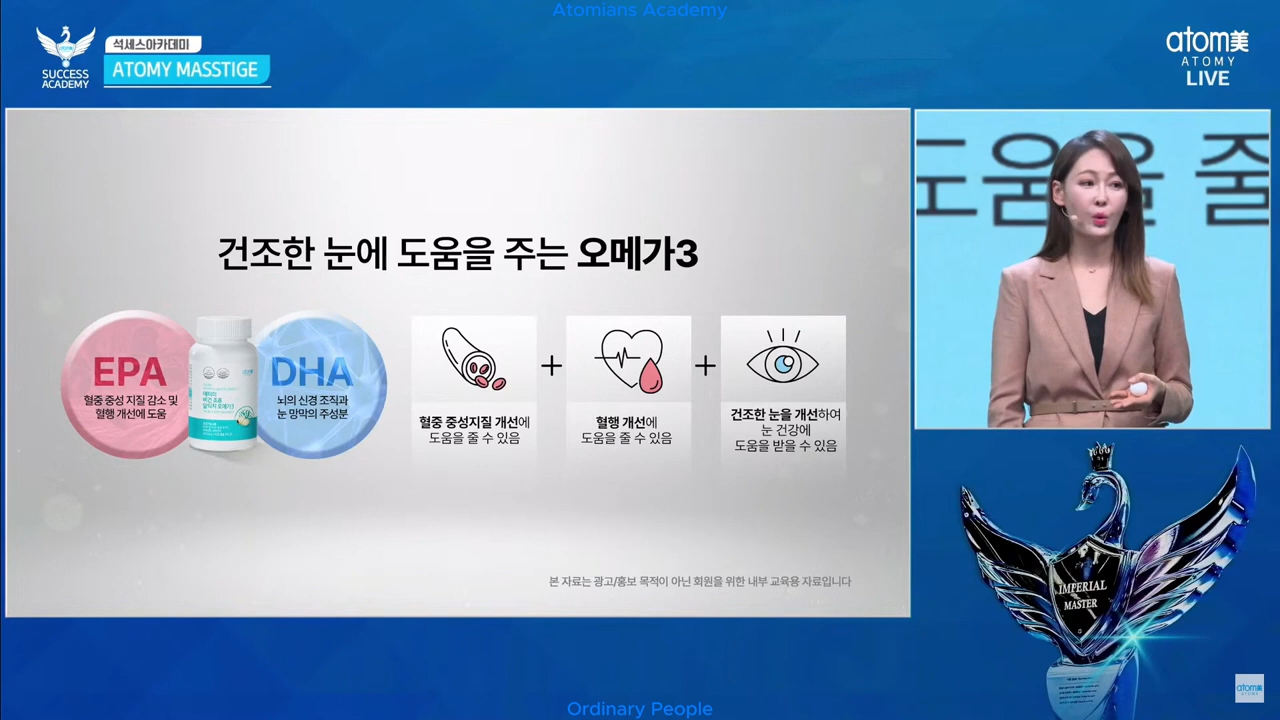 Atomians Academy
SUCCESS
ACADEMY
석세스아카데미
ATOMY MASSTIGE
atom美
ATOMY
LIVE
건조한 눈에 도움을 주는 오메가3
EPA
혈중 중성 지질 감소 및
혈행 개선에 도움
DHA
뇌의 신경 조직과
눈 망막의 주성분
혈중 중성지질 개선에
도움을 줄 수 있음
+
혈행 개선에
도움을 줄 수 있음
+
건조한 눈을 개선하여
눈 건강에
도움을 받을 수 있음
본 자료는 광고/홍보 목적이 아닌 회원을 위한 내부 교육용 자료입니다
도움을 줄
IMPERIAL
MASTER
atom美
ATOMY
Ordinary People